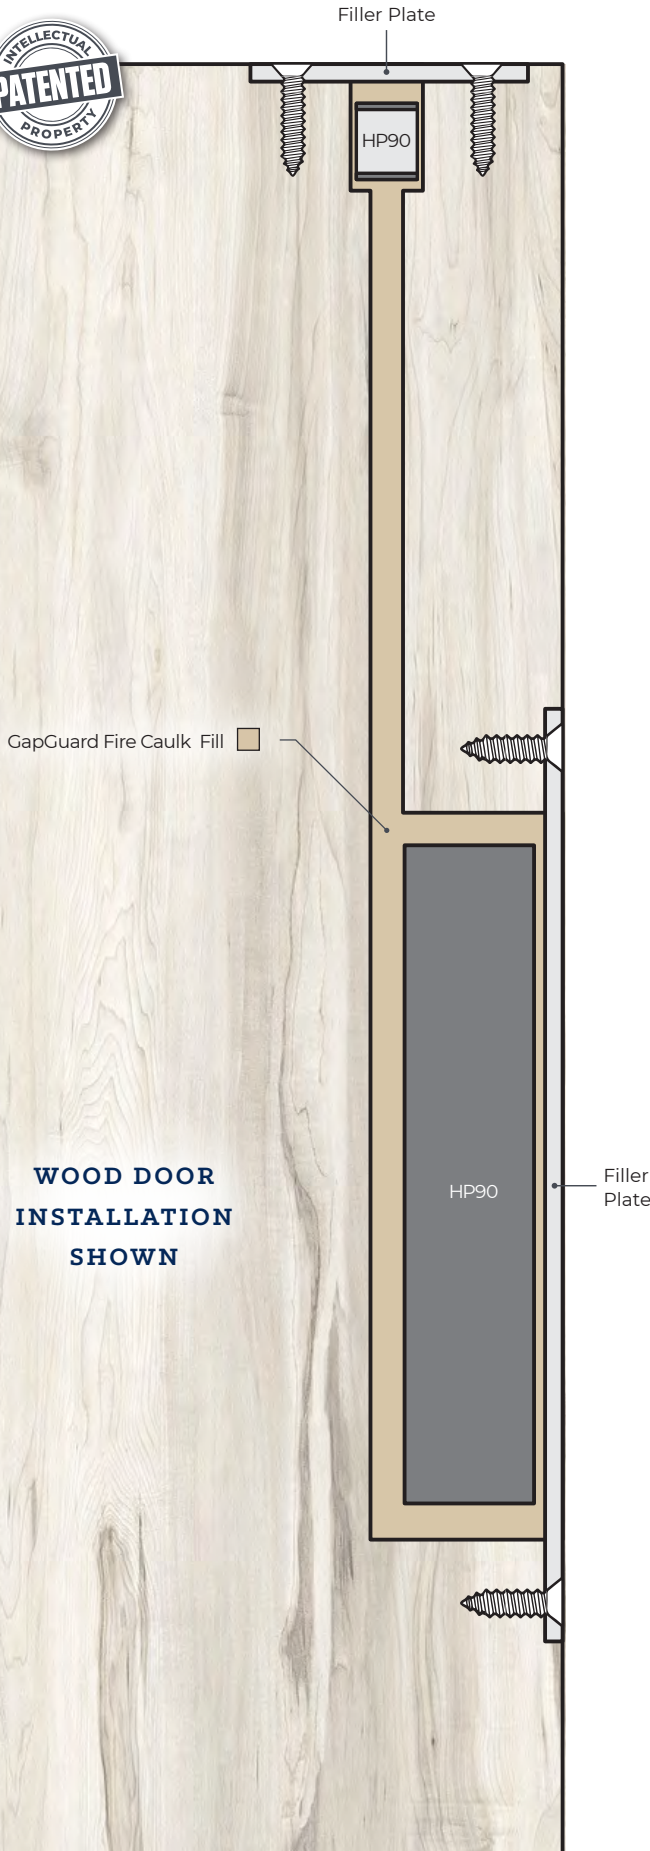 Filler Plate
INTELLECTUAL
PATENTED
PROPERTY
HP90
GapGuard Fire Caulk Fill
HP90
Filler
Plate
WOOD DOOR
INSTALLATION
SHOWN